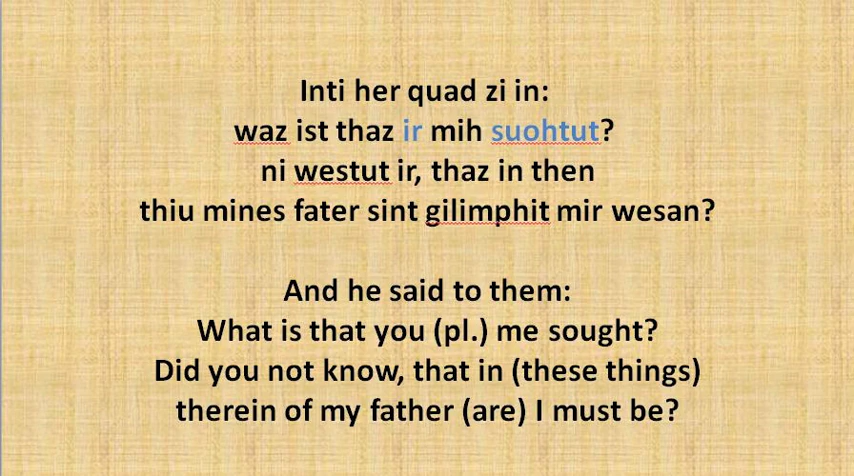 Inti her quad zi in:
waz ist thaz ir mih suohtut?
ni westut ir, thaz in then
thiu mines fater sint gilimphit mir wesan?
And he said to them:
What is that you (pl.) me sought?
Did you not know, that in (these things)
therein of my father (are) I must be?